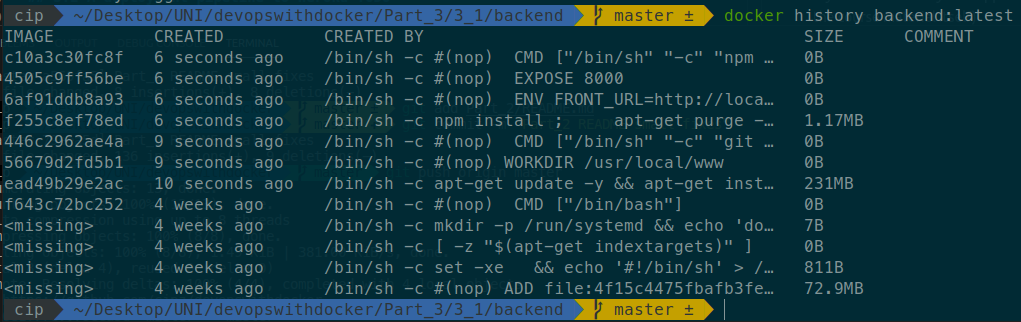 cip ~/Desktop/UNI/devopswithdocker/Part_3/3_1/backend master ± docker history backend:latest
IMAGE CREATED CREATED BY SIZE COMMENT
c10a3c30fc8f 6 seconds ago /bin/sh -c #(nop) CMD ["/bin/sh" "-c" "npm … 0B
4505c9ff56be 6 seconds ago /bin/sh -c #(nop) EXPOSE 8000 0B
6af91ddb8a93 6 seconds ago /bin/sh -c #(nop) ENV FRONT_URL=http://loca… 0B
f255c8ef78ed 6 seconds ago /bin/sh -c npm install ; apt-get purge -… 1.17MB
446c2962ae4a 9 seconds ago /bin/sh -c #(nop) CMD ["/bin/sh" "-c" "git … 0B
56679d2fd5b1 9 seconds ago /bin/sh -c #(nop) WORKDIR /usr/local/www 0B
ead49b29e2ac 10 seconds ago /bin/sh -c apt-get update -y && apt-get inst… 231MB
f643c72bc252 4 weeks ago /bin/sh -c #(nop) CMD ["/bin/bash"] 0B
<missing> 4 weeks ago /bin/sh -c mkdir -p /run/systemd && echo 'do… 7B
<missing> 4 weeks ago /bin/sh -c [ -z "$(apt-get indextargets)" ] 0B
<missing> 4 weeks ago /bin/sh -c set -xe && echo '#!/bin/sh' > /… 811B
<missing> 4 weeks ago /bin/sh -c #(nop) ADD file:4f15c4475fbafb3fe… 72.9MB
cip ~/Desktop/UNI/devopswithdocker/Part_3/3_1/backend master ±